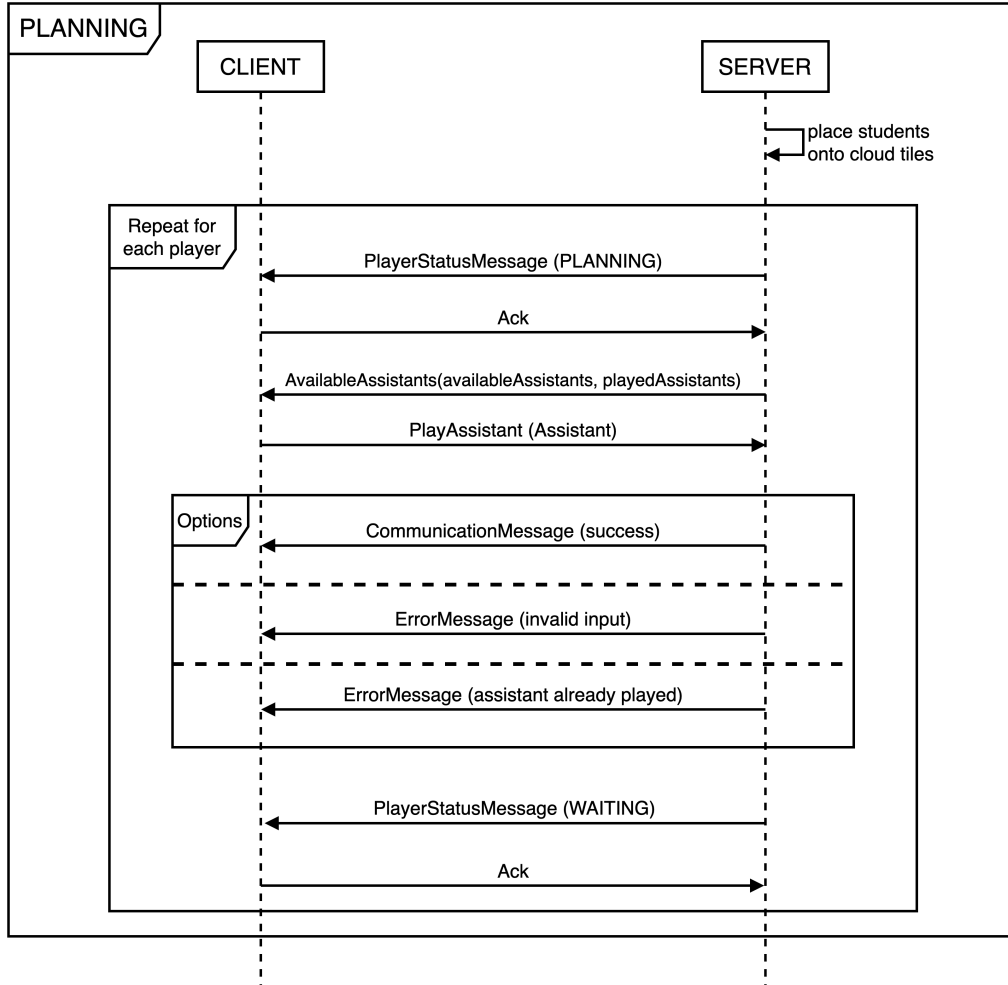 PLANNING
CLIENT
SERVER
place students
onto cloud tiles
Repeat for
each player
PlayerStatusMessage (PLANNING)
Ack
AvailableAssistants(availableAssistants, playedAssistants)
PlayAssistant (Assistant)
Options
CommunicationMessage (success)
ErrorMessage (invalid input)
ErrorMessage (assistant already played)
PlayerStatusMessage (WAITING)
Ack